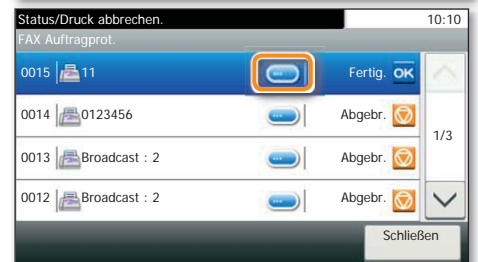 Status/Druck abbrechen. 10:10
FAX Auftragprot.
0015 11 Fertig. OK
0014 0123456 Abgebr.
0013 Broadcast : 2 Abgebr.
1/3
0012 Broadcast : 2 Abgebr.
Schließen